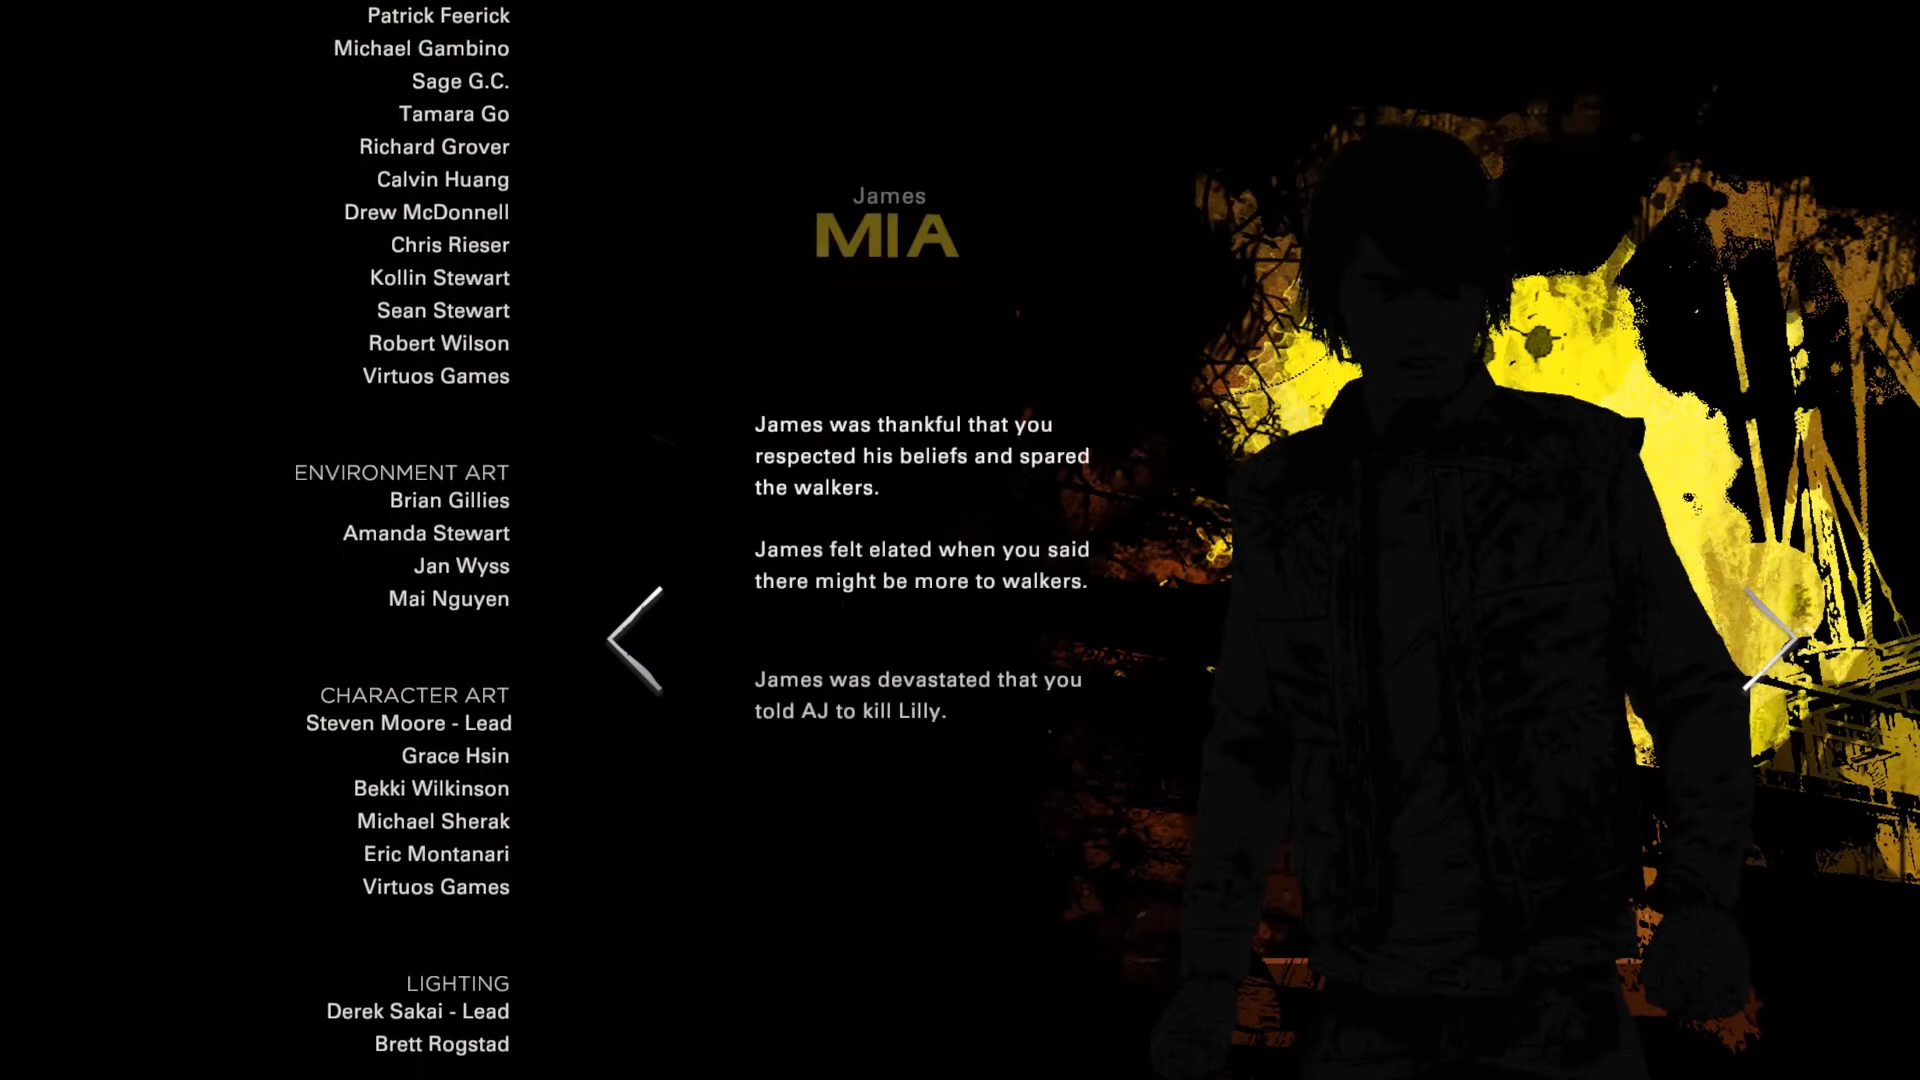 Patrick Feerick
Michael Gambino
Sage G.C.
Tamara Go
Richard Grover
Calvin Huang
Drew McDonnell
Chris Rieser
Kollin Stewart
Sean Stewart
Robert Wilson
Virtuos Games
ENVIRONMENT ART
Brian Gillies
Amanda Stewart
Jan Wyss
Mai Nguyen
CHARACTER ART
Steven Moore - Lead
Grace Hsin
Bekki Wilkinson
Michael Sherak
Eric Montanari
Virtuos Games
LIGHTING
Derek Sakai - Lead
Brett Rogstad
James
MIA
James was thankful that you
respected his beliefs and spared
the walkers.
James felt elated when you said
there might be more to walkers.
James was devastated that you
told AJ to kill Lilly.